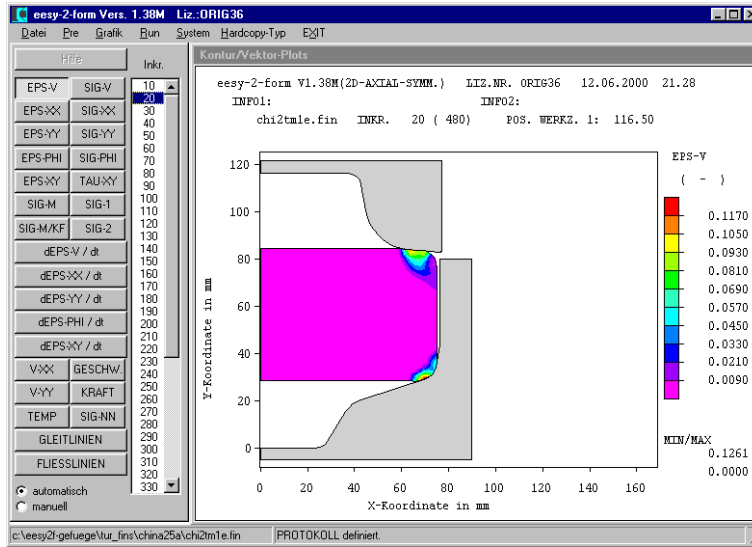 eesy-2-form Vers. 1.38M Liz.:ORIG36
Datei Pre Grafik Run System Hardcopy-Typ EXIT
Hilfe
Inkr.
EPS-V SIG-V
EPS-XX SIG-XX
EPS-YY SIG-YY
EPS-PHI SIG-PHI
EPS-XY TAU-XY
SIG-M SIG-1
SIG-M/KF SIG-2
dEPS-V / dt
dEPS-XX / dt
dEPS-YY / dt
dEPS-PHI / dt
dEPS-XY / dt
V-XX GESCHW.
V-YY KRAFT
TEMP SIG-NN
GLEITLINIEN
FLIESSLINIEN
automatisch
manuell
10
20
30
40
50
60
70
80
90
100
110
120
130
140
150
160
170
180
190
200
210
220
230
240
250
260
270
280
290
300
310
320
330
Kontur/Vektor-Plots
eesy-2-form V1.38M(2D-AXIAL-SYMM.) LIZ.NR. ORIG36 12.06.2000 21.28
INFO1: INFO2:
chi2tm1e.fin INKR. 20 ( 480) POS. WERKZ. 1: 116.50
Y-Koordinate in mm
120
100
80
60
40
20
0
0 20 40 60 80 100 120 140 160
X-Koordinate in mm
EPS-V
( - )
0.1170
0.1050
0.0930
0.0810
0.0690
0.0570
0.0450
0.0330
0.0210
0.0090
MIN/MAX
0.1261
0.0000
c:\eesy2f-gefuege\tur_fins\china25a\chi2tm1e.fin PROTOKOLL definiert.